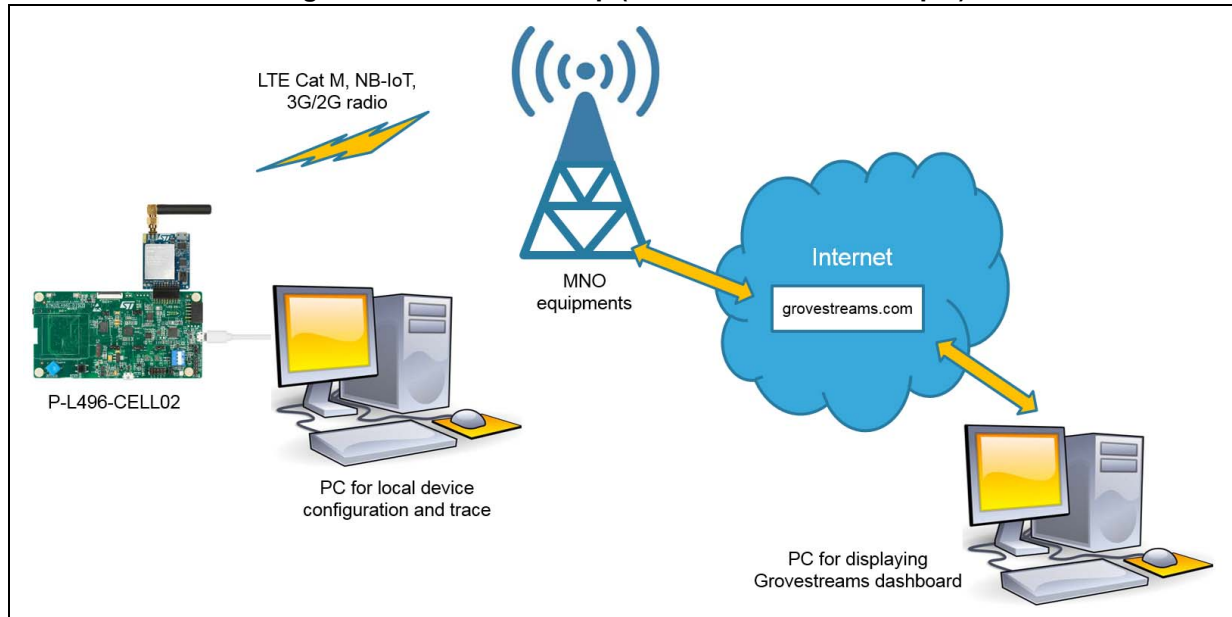 LTE Cat M, NB-IoT,
3G/2G radio
MNO
equipments
Internet
grovestreams.com
P-L496-CELL02
PC for local device
configuration and trace
PC for displaying
Grovestreams dashboard